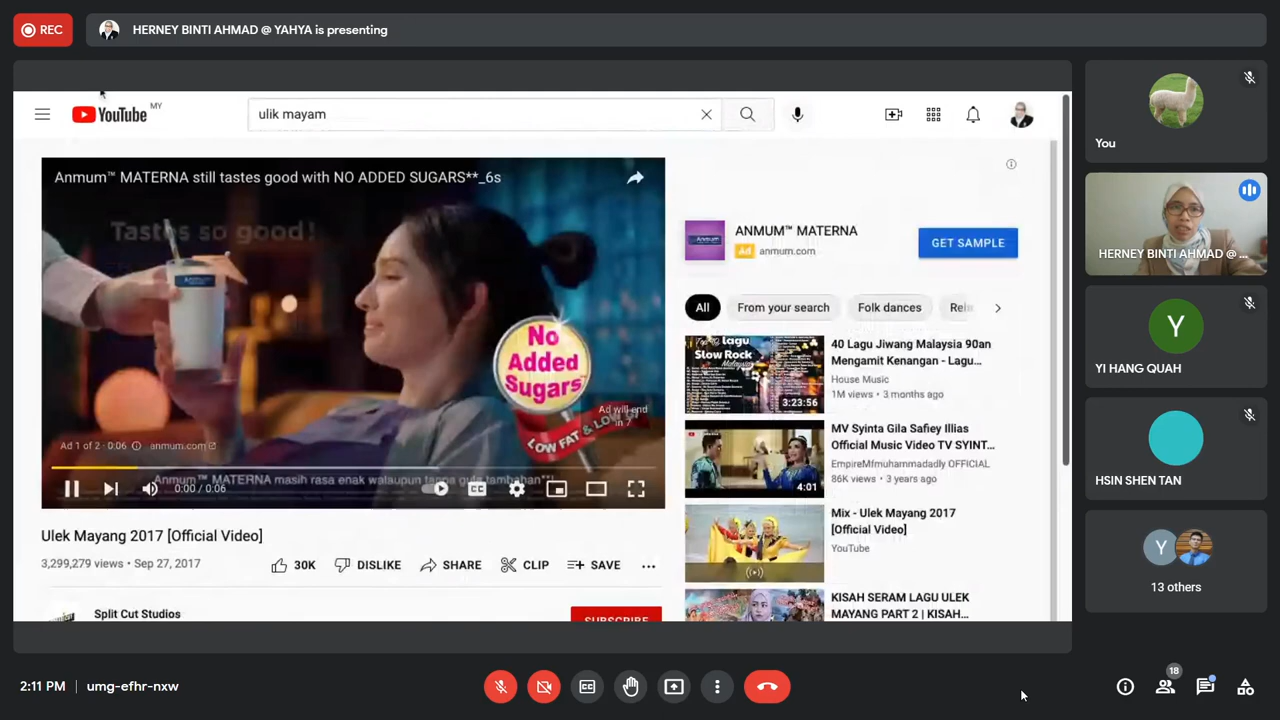 REC
HERNEY BINTI AHMAD @ YAHYA is presenting
YouTube MY
ulik mayam
Anmum™ MATERNA still tastes good with NO ADDED SUGARS**_6s
Tastes so good!
No
Added
Sugars
LOW FAT &
Ad will end
in 7
Ad 1 of 2 · 0:06 anmum.com
Anmum™ MATERNA masih rasa enak walaupun tanpa gula tambahan**
0:00 / 0:06
CC
Ulek Mayang 2017 [Official Video]
3,299,279 views • Sep 27, 2017
30K
DISLIKE
SHARE
CLIP
SAVE
Split Cut Studios
SUBSCRIBE
Anmum
ANMUM™ MATERNA
Ad anmum.com
GET SAMPLE
All
From your search
Folk dances
lagu
Slow Rock
3:23:56
40 Lagu Jiwang Malaysia 90an
Mengamit Kenangan - Lagu...
House Music
1M views • 3 months ago
4:01
MV Syinta Gila Safiey Illias
Official Music Video TV SYINT...
EmpireMfmuhammadadly OFFICIAL
86K views • 3 years ago
Mix - Ulek Mayang 2017
[Official Video]
YouTube
KISAH SERAM LAGU ULEK
MAYANG PART 2 | KISAH...
You
HERNEY BINTI AHMAD @ ...
Y
YI HANG QUAH
HSIN SHEN TAN
Y
13 others
2:11 PM | umg-efhr-nxw
18